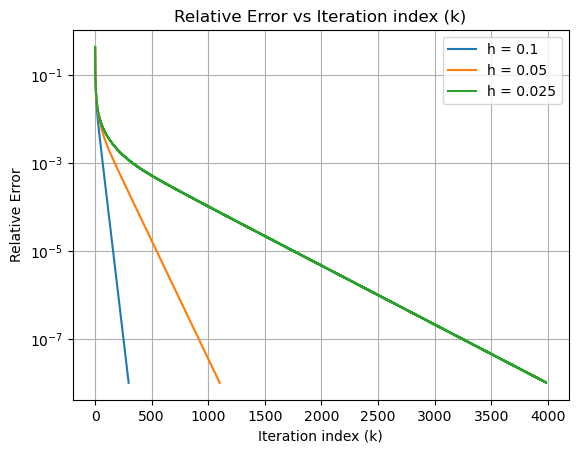 Relative Error vs Iteration index (k)
h = 0.1
h = 0.05
h = 0.025
Relative Error
10⁻¹
10⁻³
10⁻⁵
10⁻⁷
0 500 1000 1500 2000 2500 3000 3500 4000
Iteration index (k)